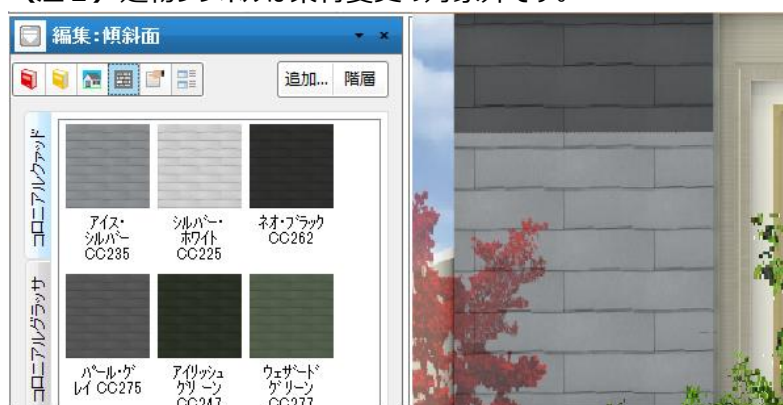 編集:傾斜面
追加... 階層
コロニアルクァッド
アイス・
シルバー
CC235
シルバー・
ホワイト
CC225
ネオ・ブラック
CC262
コロニアルグラッサ
パール・グ
レイ CC275
アイリッシュ
グリーン
CC247
ウェザード
グリーン
CC277